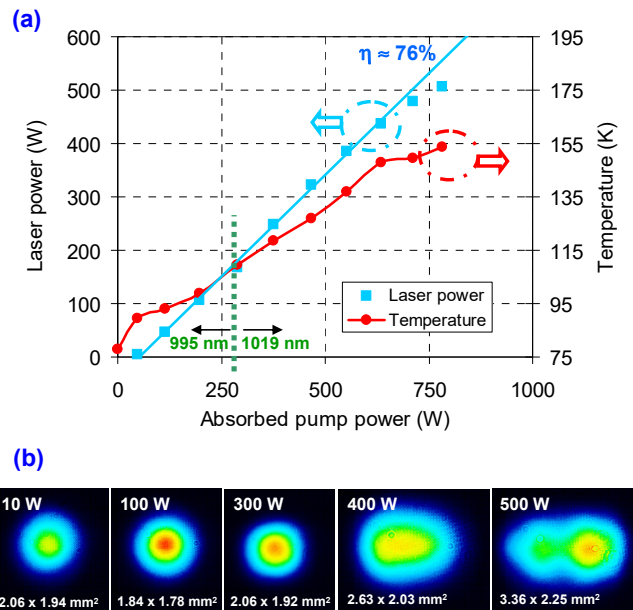 (a)
600
500
400
300
200
100
0
Laser power (W)
η ≈ 76%
195
175
155
135
115
95
75
Temperature (K)
Laser power
Temperature
995 nm
1019 nm
0
250
500
750
1000
Absorbed pump power (W)
(b)
10 W
100 W
300 W
400 W
500 W
2.06 x 1.94 mm²
1.84 x 1.78 mm²
2.06 x 1.92 mm²
2.63 x 2.03 mm²
3.36 x 2.25 mm²